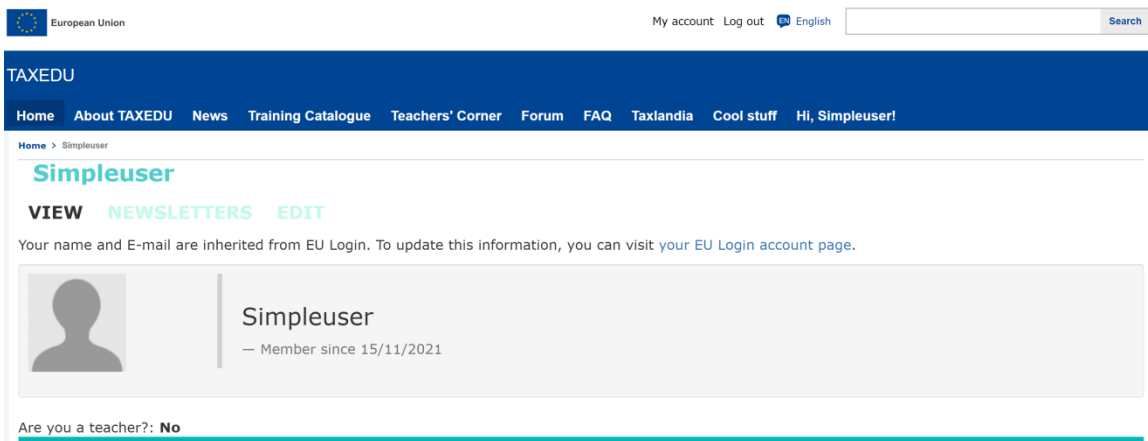 European Union
My account Log out EN English Search
TAXEDU
Home About TAXEDU News Training Catalogue Teachers' Corner Forum FAQ Taxlandia Cool stuff Hi, Simpleuser!
Home > Simpleuser
Simpleuser
VIEW NEWSLETTERS EDIT
Your name and E-mail are inherited from EU Login. To update this information, you can visit your EU Login account page.
Simpleuser
— Member since 15/11/2021
Are you a teacher?: No